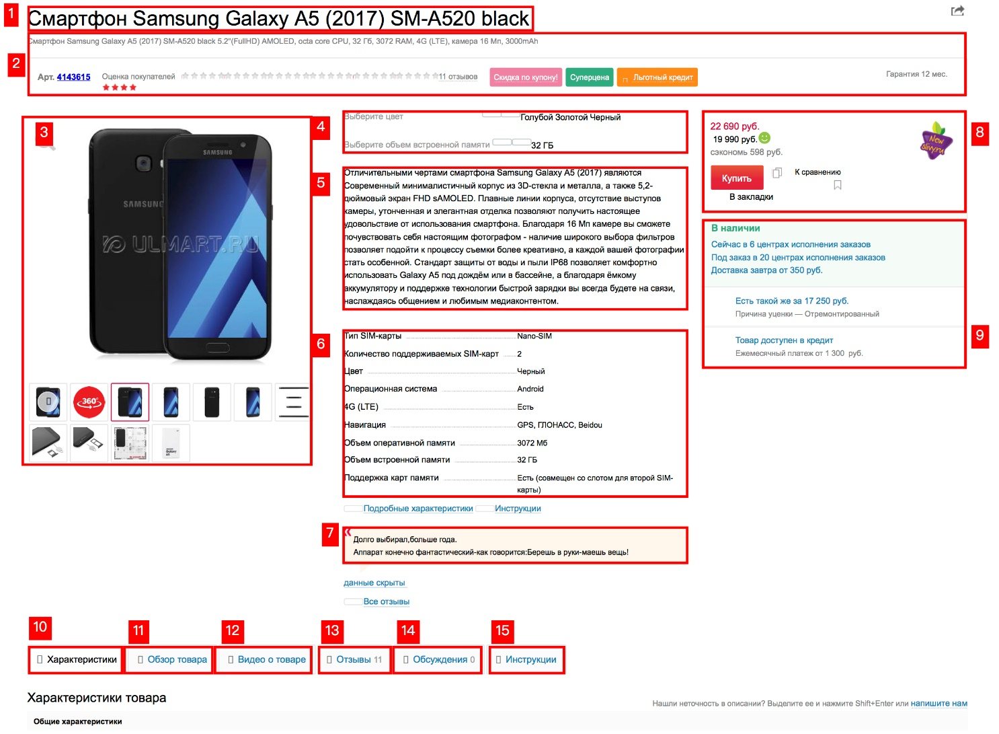 1
Смартфон Samsung Galaxy A5 (2017) SM-A520 black
2
Смартфон Samsung Galaxy A5 (2017) SM-A520 black 5.2"(FullHD) AMOLED, octa core CPU, 32 Гб, 3072 RAM, 4G (LTE), камера 16 Мп, 3000mAh
Арт. 4143615
Оценка покупателей
11 отзывов
Скидка по купону!
Суперцена
Льготный кредит
Гарантия 12 мес.
3
SAMSUNG
SAMSUNG
ULMART.RU
360°
4
Выберите цвет
Голубой Золотой Черный
Выберите объем встроенной памяти
32 ГБ
5
Отличительными чертами смартфона Samsung Galaxy A5 (2017) являются
Современный минималистичный корпус из 3D-стекла и металла, а также 5,2-
дюймовый экран FHD sAMOLED. Плавные линии корпуса, отсутствие выступов
камеры, утонченная и элегантная отделка позволяют получить настоящее
удовольствие от использования смартфона. Благодаря 16 Мп камере вы сможете
почувствовать себя настоящим фотографом - наличие широкого выбора фильтров
позволяет подойти к процессу съемки более креативно, а каждой вашей фотографии
стать особенной. Стандарт защиты от воды и пыли IP68 позволяет комфортно
использовать Galaxy A5 под дождём или в бассейне, а благодаря ёмкому
аккумулятору и поддержке технологии быстрой зарядки вы всегда будете на связи,
наслаждаясь общением и любимым медиаконтентом.
6
Тип SIM-карты Nano-SIM
Количество поддерживаемых SIM-карт 2
Цвет Черный
Операционная система Android
4G (LTE) Есть
Навигация GPS, ГЛОНАСС, Beidou
Объем оперативной памяти 3072 Мб
Объем встроенной памяти 32 ГБ
Поддержка карт памяти Есть (совмещен со слотом для второй SIM-
карты)
Подробные характеристики Инструкции
7
«
Долго выбирал,больше года.
Аппарат конечно фантастический-как говорится:Берешь в руки-маешь вещь!
данные скрыты
Все отзывы
8
22 690 руб.
19 990 руб.
сэкономь 598 руб.
New
slivy.ru
Купить
К сравнению
В закладки
9
В наличии
Сейчас в 6 центрах исполнения заказов
Под заказ в 20 центрах исполнения заказов
Доставка завтра от 350 руб.
Есть такой же за 17 250 руб.
Причина уценки — Отремонтированный
Товар доступен в кредит
Ежемесячный платеж от 1 300 руб.
10
Характеристики
11
Обзор товара
12
Видео о товаре
13
Отзывы 11
14
Обсуждения 0
15
Инструкции
Характеристики товара
Нашли неточность в описании? Выделите ее и нажмите Shift+Enter или напишите нам
Общие характеристики